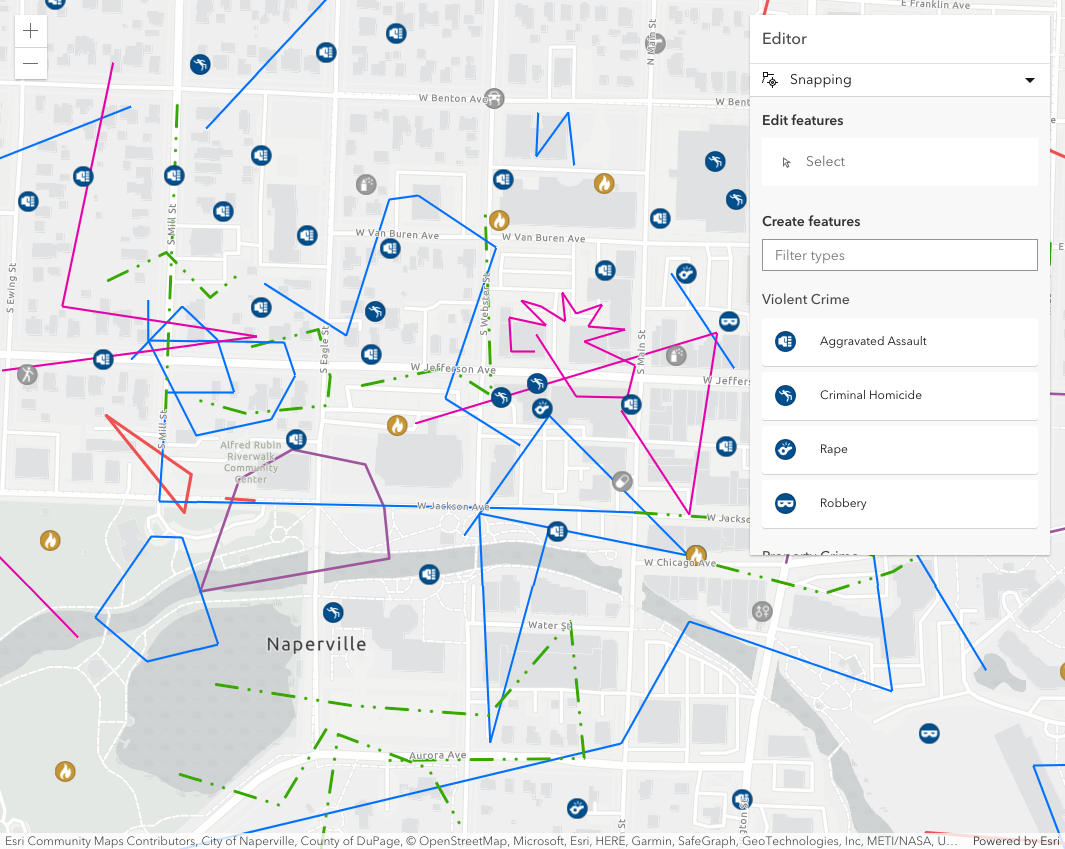 E Franklin Ave
N Main St
Editor
Snapping
W Benton Ave
W Bent
Edit features
Select
S Mill St
Create features
W Van Buren Ave
W Van Buren Ave
Filter types
S Ewing St
S Webster St
Violent Crime
S Eagle St
S Main St
Aggravated Assault
W Jefferson Ave
W Jeffers
Criminal Homicide
S Mill St
Alfred Rubin
Riverwalk
Community
Center
Rape
W Jackson Ave
Robbery
W Jackso
Property Crime
W Chicago Ave
Water St
Naperville
Aurora Ave
Esri Community Maps Contributors, City of Naperville, County of DuPage, © OpenStreetMap, Microsoft, Esri, HERE, Garmin, SafeGraph, GeoTechnologies, Inc, METI/NASA, U...
Powered by Esri